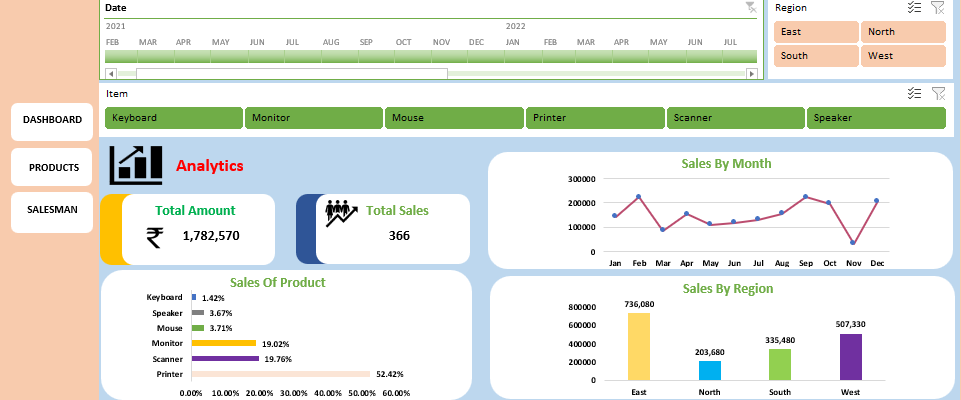 Date
2021 2022
FEB MAR APR MAY JUN JUL AUG SEP OCT NOV DEC JAN FEB MAR APR MAY JUN JUL
Region
East North
South West
Item
Keyboard Monitor Mouse Printer Scanner Speaker
DASHBOARD
PRODUCTS
SALESMAN
Analytics
Total Amount
₹ 1,782,570
Total Sales
366
Sales By Month
300000
200000
100000
0
Jan Feb Mar Apr May Jun Jul Aug Sep Oct Nov Dec
Sales Of Product
Keyboard 1.42%
Speaker 3.67%
Mouse 3.71%
Monitor 19.02%
Scanner 19.76%
Printer 52.42%
0.00% 10.00% 20.00% 30.00% 40.00% 50.00% 60.00%
Sales By Region
800000
600000
400000
200000
0
736,080
203,680
335,480
507,330
East North South West